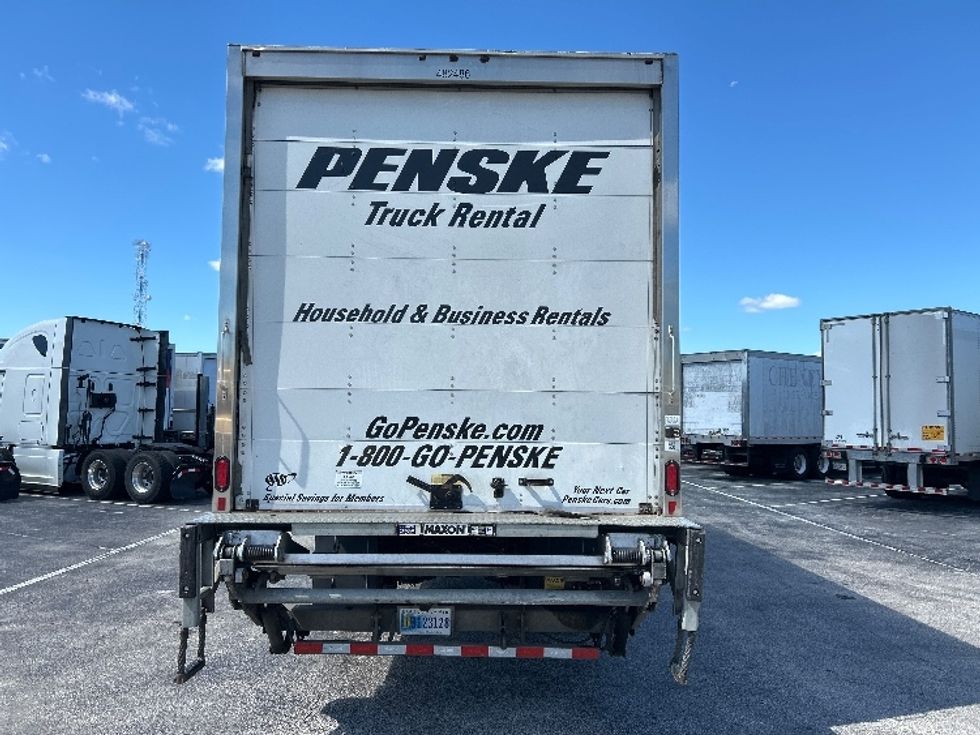 482486
PENSKE
Truck Rental
Household & Business Rentals
GoPenske.com
1-800-GO-PENSKE
Special Savings for Members
Your Next Car
PenskeCars.com
MAXON